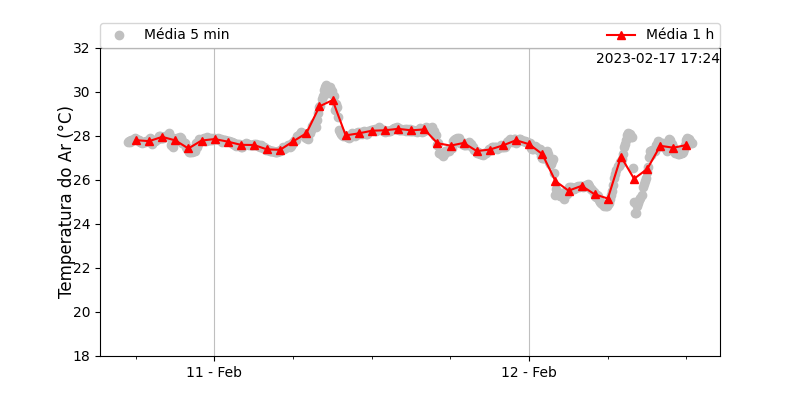 Média 5 min
Média 1 h
2023-02-17 17:24
Temperatura do Ar (°C)
32
30
28
26
24
22
20
18
11 - Feb
12 - Feb